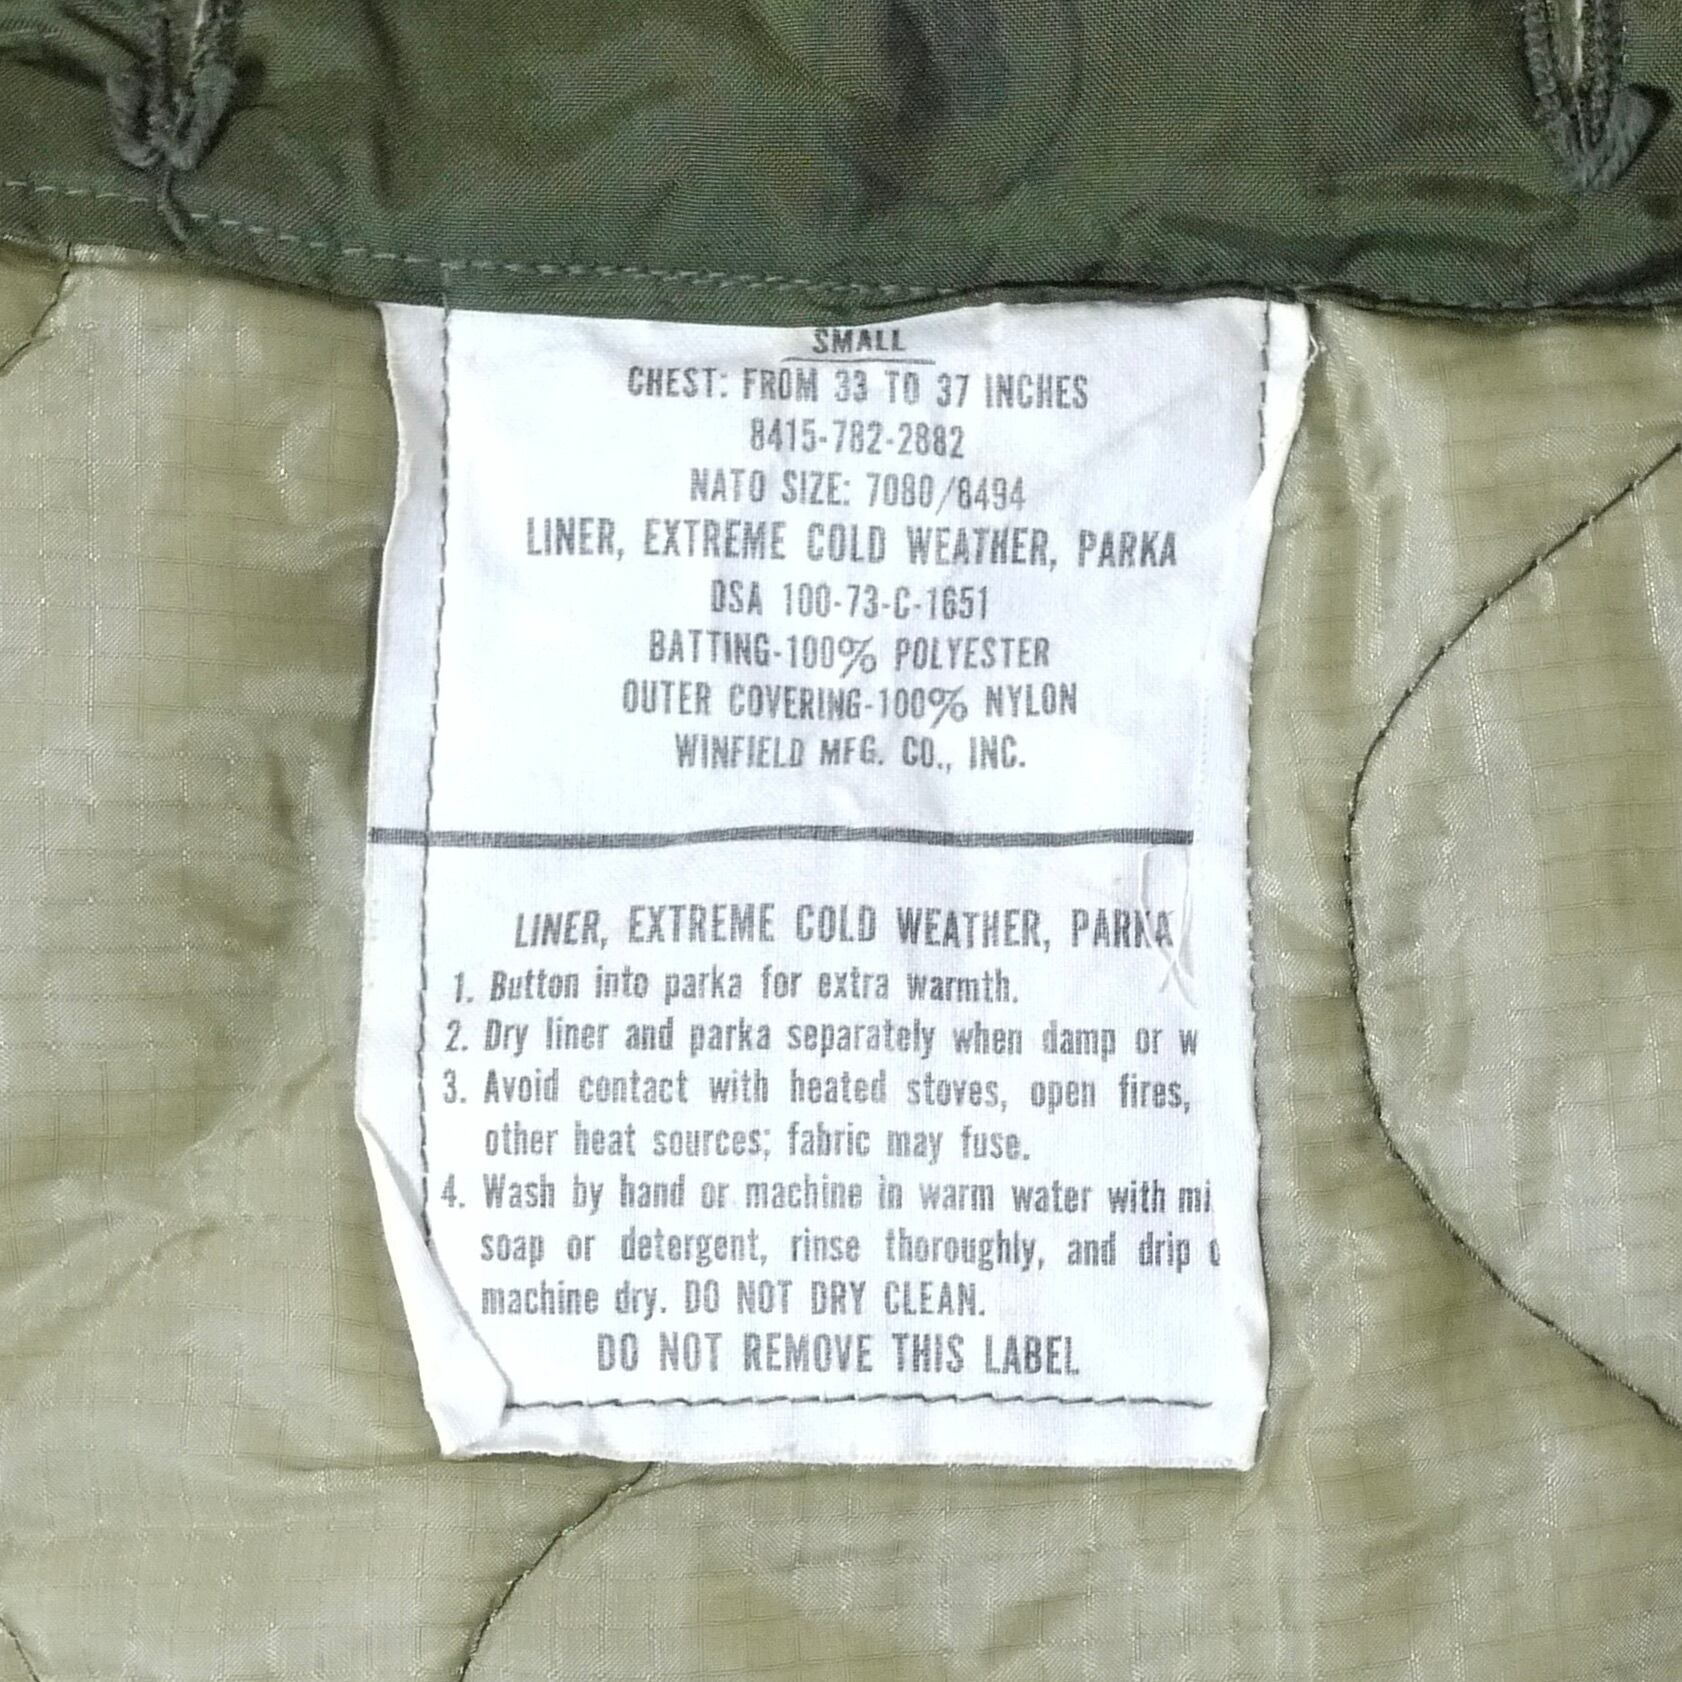 SMALL
CHEST: FROM 33 TO 37 INCHES
8415-782-2882
NATO SIZE: 7080/8494
LINER, EXTREME COLD WEATHER, PARKA
DSA 100-73-C-1651
BATTING-100% POLYESTER
OUTER COVERING-100% NYLON
WINFIELD MFG. CO., INC.
LINER, EXTREME COLD WEATHER, PARKA
1. Button into parka for extra warmth.
2. Dry liner and parka separately when damp or w
3. Avoid contact with heated stoves, open fires,
other heat sources; fabric may fuse.
4. Wash by hand or machine in warm water with mi
soap or detergent, rinse thoroughly, and drip
machine dry. DO NOT DRY CLEAN.
DO NOT REMOVE THIS LABEL